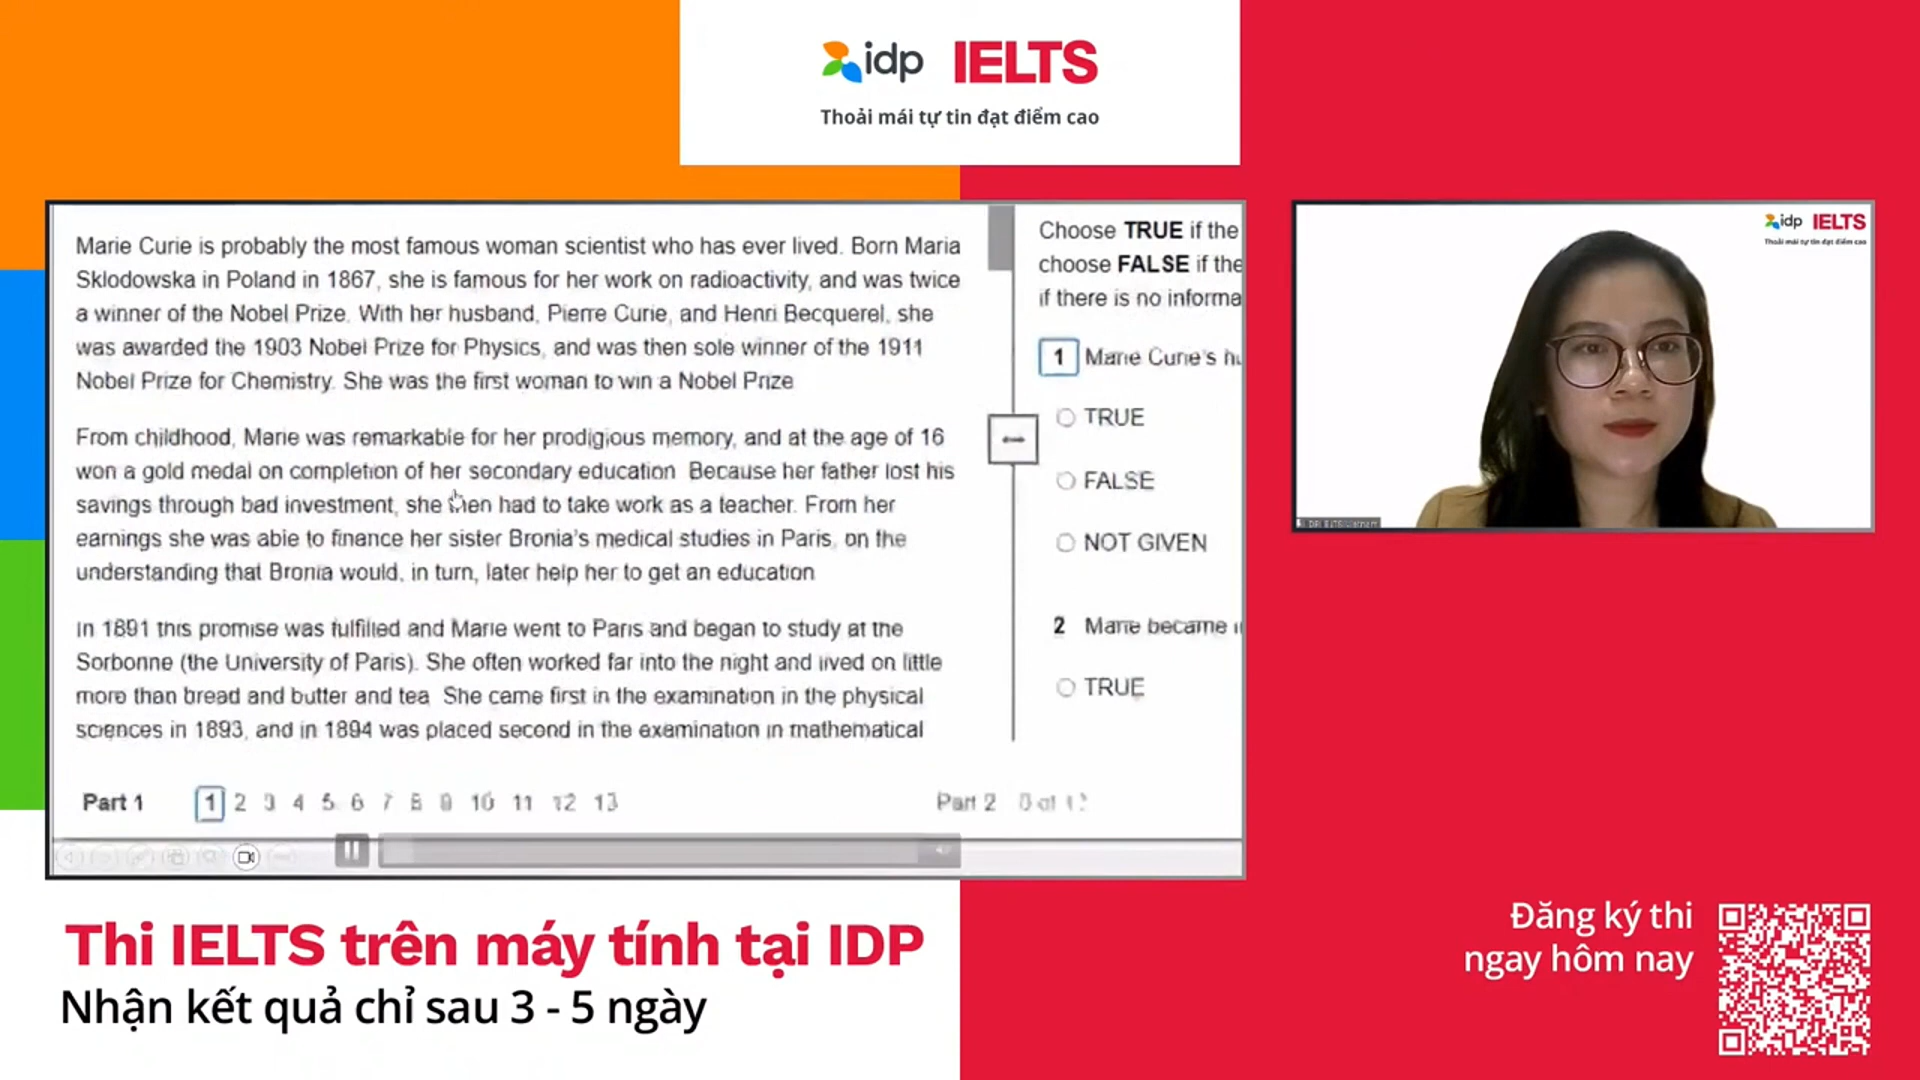 idp IELTS
Thoải mái tự tin đạt điểm cao
Marie Curie is probably the most famous woman scientist who has ever lived. Born Maria
Sklodowska in Poland in 1867, she is famous for her work on radioactivity, and was twice
a winner of the Nobel Prize. With her husband, Pierre Curie, and Henri Becquerel, she
was awarded the 1903 Nobel Prize for Physics, and was then sole winner of the 1911
Nobel Prize for Chemistry. She was the first woman to win a Nobel Prize
From childhood, Marie was remarkable for her prodigious memory, and at the age of 16
won a gold medal on completion of her secondary education. Because her father lost his
savings through bad investment, she then had to take work as a teacher. From her
earnings she was able to finance her sister Bronia's medical studies in Paris, on the
understanding that Bronia would, in turn, later help her to get an education
In 1891 this promise was fulfilled and Marie went to Paris and began to study at the
Sorbonne (the University of Paris). She often worked far into the night and lived on little
more than bread and butter and tea. She came first in the examination in the physical
sciences in 1893, and in 1894 was placed second in the examination in mathematical
Part 1 1 2 3 4 5 6 7 8 9 10 11 12 13
Part 2 0 of
Choose TRUE if the
choose FALSE if the
if there is no informa
1 Marie Curie's hu
TRUE
FALSE
NOT GIVEN
2 Marie became i
TRUE
idp IELTS
Thoải mái tự tin đạt điểm cao
Thi IELTS trên máy tính tại IDP
Nhận kết quả chỉ sau 3 - 5 ngày
Đăng ký thi
ngay hôm nay